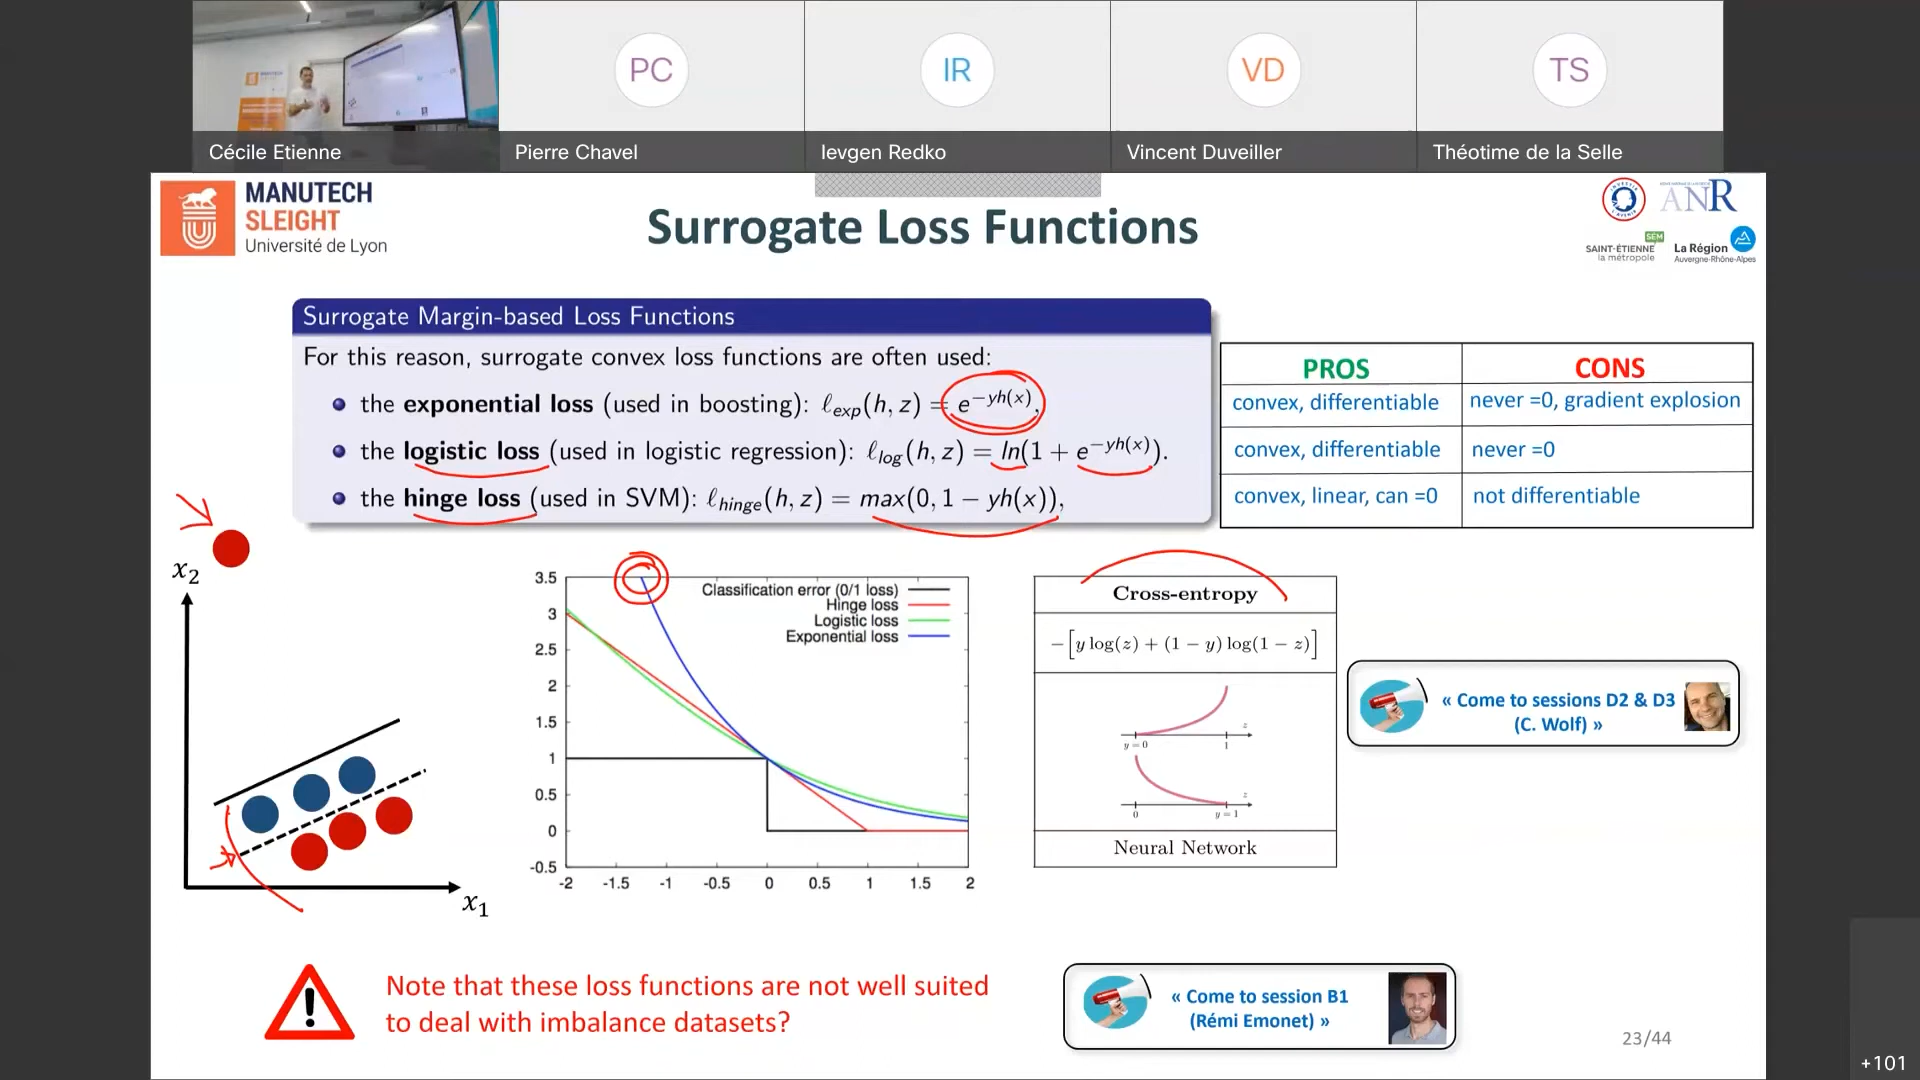 PC
IR
VD
TS
Cécile Etienne
Pierre Chavel
Ievgen Redko
Vincent Duveiller
Théotime de la Selle
MANUTECH
SLEIGHT
Université de Lyon
Surrogate Loss Functions
ANR
SAINT-ÉTIENNE SEM
la métropole
La Région
Auvergne-Rhône-Alpes
Surrogate Margin-based Loss Functions
For this reason, surrogate convex loss functions are often used:
the exponential loss (used in boosting): ℓexp(h, z) = e^{−yh(x)},
the logistic loss (used in logistic regression): ℓlog(h, z) = ln(1 + e^{−yh(x)}).
the hinge loss (used in SVM): ℓhinge(h, z) = max(0, 1 − yh(x)),
PROS CONS
convex, differentiable never =0, gradient explosion
convex, differentiable never =0
convex, linear, can =0 not differentiable
x₂
x₁
3.5
3
2.5
2
1.5
1
0.5
0
-0.5
-2 -1.5 -1 -0.5 0 0.5 1 1.5 2
Classification error (0/1 loss)
Hinge loss
Logistic loss
Exponential loss
Cross-entropy
−[y log(z) + (1 − y) log(1 − z)]
z
y = 0 1
z
0 y = 1
Neural Network
« Come to sessions D2 & D3
(C. Wolf) »
Note that these loss functions are not well suited
to deal with imbalance datasets?
« Come to session B1
(Rémi Emonet) »
23/44
+101